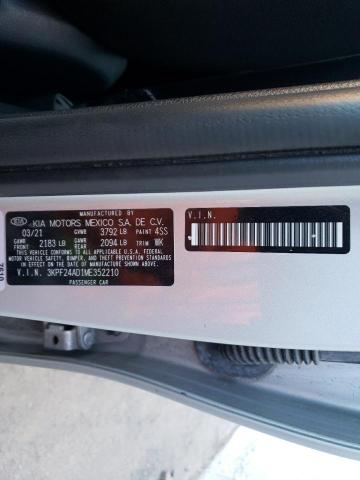 MANUFACTURED BY
KIA KIA MOTORS MEXICO S.A. DE C.V.
03/21 GVWR 3792 LB PAINT 4SS
GAWR FRONT 2183 LB GAWR REAR 2094 LB TRIM WK
THIS VEHICLE CONFORMS TO ALL APPLICABLE U.S. FEDERAL
MOTOR VEHICLE SAFETY, BUMPER, AND THEFT PREVENTION
STANDARDS IN EFFECT ON THE DATE OF MANUFACTURE SHOWN ABOVE.
V.I.N. 3KPF24AD1ME352210
PASSENGER CAR
V.I.N.